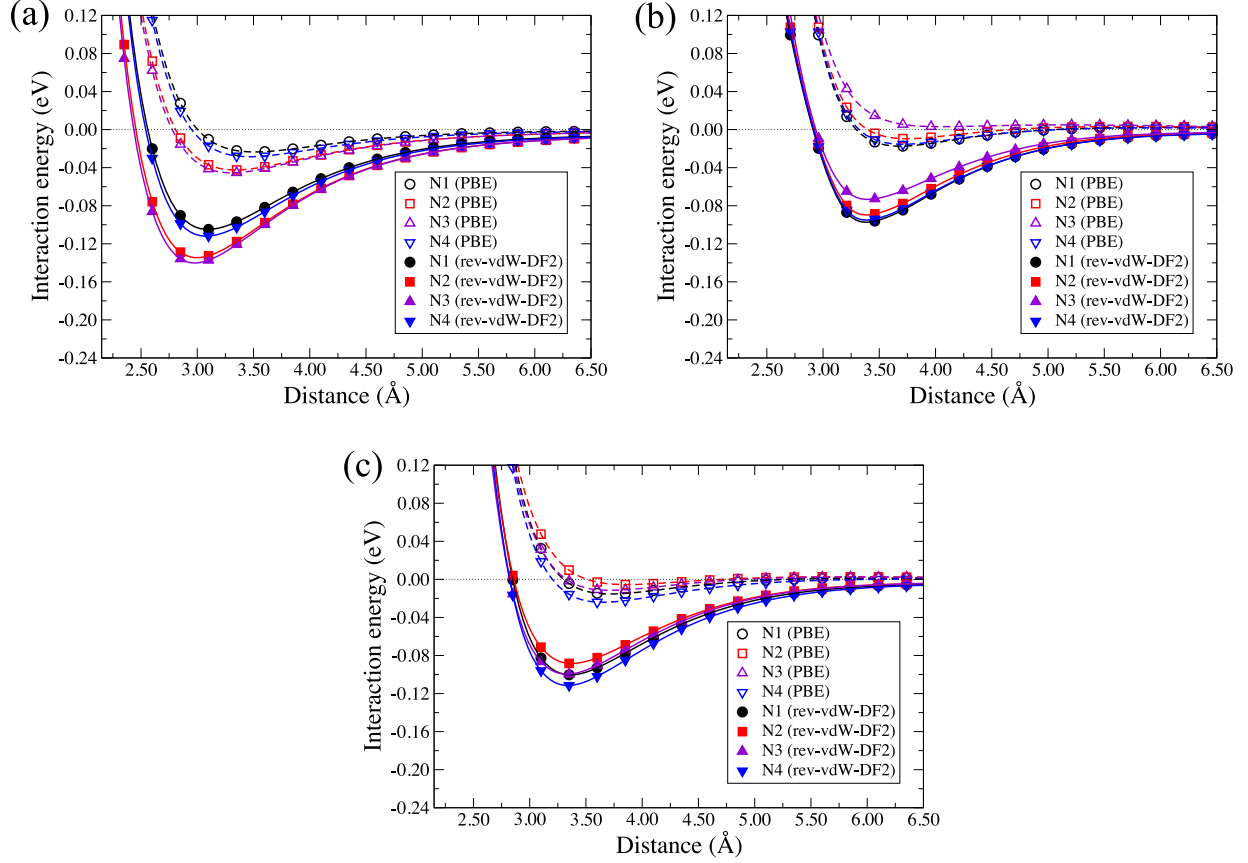 (a)
0.12
0.08
0.04
0.00
-0.04
-0.08
-0.12
-0.16
-0.20
-0.24
Interaction energy (eV)
2.50 3.00 3.50 4.00 4.50 5.00 5.50 6.00 6.50
Distance (Å)
N1 (PBE)
N2 (PBE)
N3 (PBE)
N4 (PBE)
N1 (rev-vdW-DF2)
N2 (rev-vdW-DF2)
N3 (rev-vdW-DF2)
N4 (rev-vdW-DF2)
(b)
0.12
0.08
0.04
0.00
-0.04
-0.08
-0.12
-0.16
-0.20
-0.24
Interaction energy (eV)
2.50 3.00 3.50 4.00 4.50 5.00 5.50 6.00 6.50
Distance (Å)
N1 (PBE)
N2 (PBE)
N3 (PBE)
N4 (PBE)
N1 (rev-vdW-DF2)
N2 (rev-vdW-DF2)
N3 (rev-vdW-DF2)
N4 (rev-vdW-DF2)
(c)
0.12
0.08
0.04
0.00
-0.04
-0.08
-0.12
-0.16
-0.20
-0.24
Interaction energy (eV)
2.50 3.00 3.50 4.00 4.50 5.00 5.50 6.00 6.50
Distance (Å)
N1 (PBE)
N2 (PBE)
N3 (PBE)
N4 (PBE)
N1 (rev-vdW-DF2)
N2 (rev-vdW-DF2)
N3 (rev-vdW-DF2)
N4 (rev-vdW-DF2)